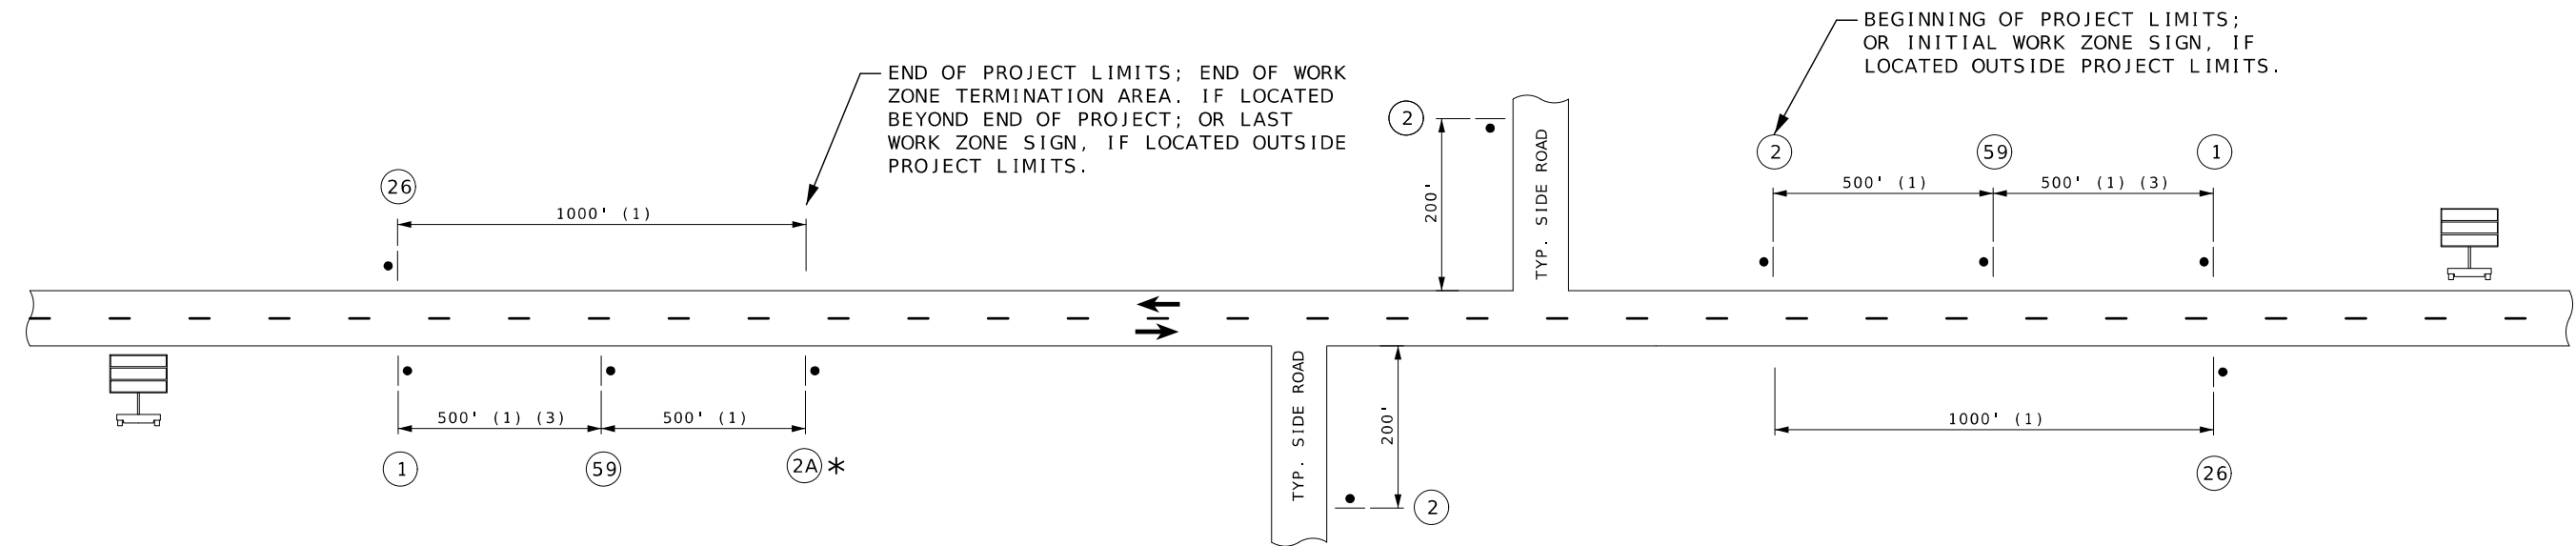 BEGINNING OF PROJECT LIMITS;
OR INITIAL WORK ZONE SIGN, IF
LOCATED OUTSIDE PROJECT LIMITS.
END OF PROJECT LIMITS; END OF WORK
ZONE TERMINATION AREA. IF LOCATED
BEYOND END OF PROJECT; OR LAST
WORK ZONE SIGN, IF LOCATED OUTSIDE
PROJECT LIMITS.
2
2
59
1
26
500' (1)
500' (1) (3)
1000' (1)
200'
TYP. SIDE ROAD
TYP. SIDE ROAD
200'
500' (1) (3)
500' (1)
1000' (1)
1
59
2A *
26
2